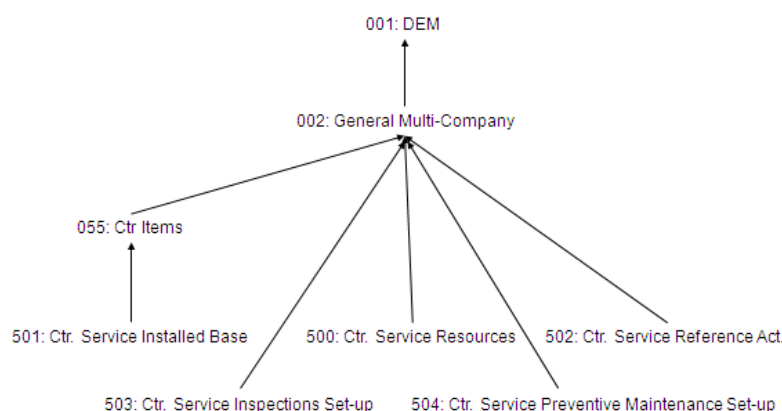 001: DEM
002: General Multi-Company
055: Ctr Items
501: Ctr. Service Installed Base
500: Ctr. Service Resources
502: Ctr. Service Reference Act.
503: Ctr. Service Inspections Set-up
504: Ctr. Service Preventive Maintenance Set-up